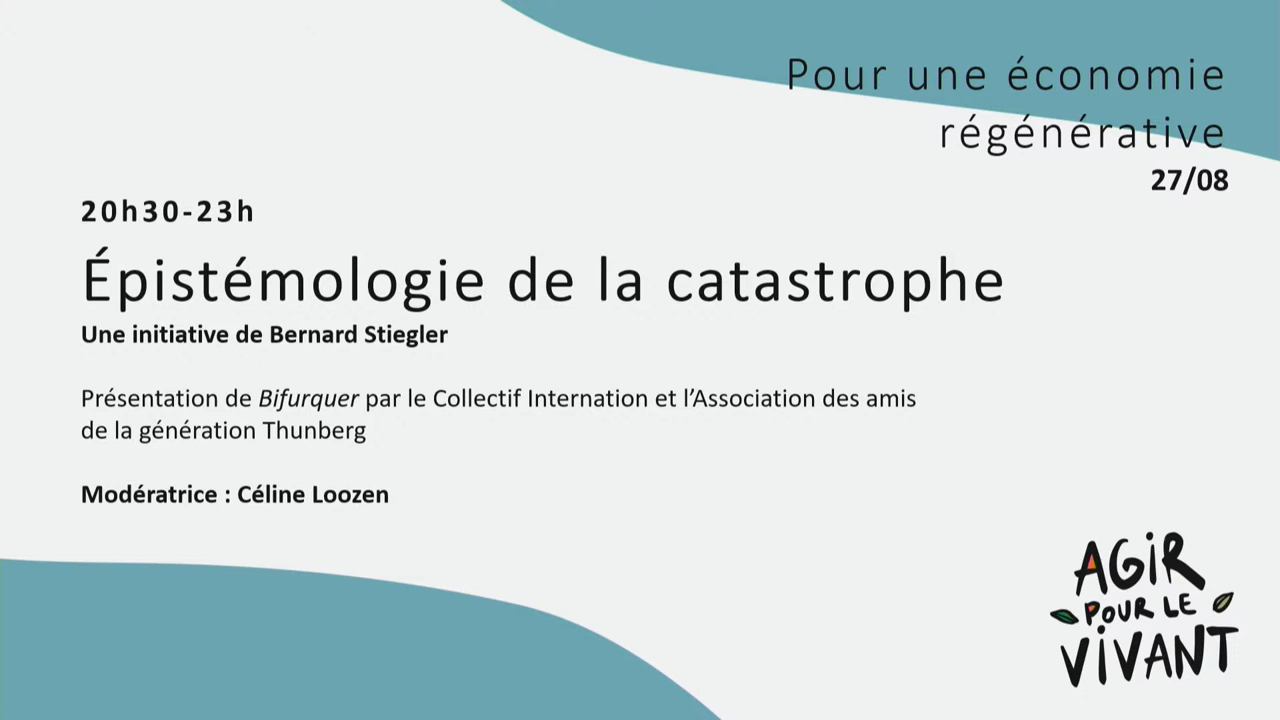 Pour une économie
régénérative
27/08
20h30-23h
Épistémologie de la catastrophe
Une initiative de Bernard Stiegler
Présentation de Bifurquer par le Collectif Internation et l’Association des amis
de la génération Thunberg
Modératrice : Céline Loozen
AGiR
POUR LE
ViVANT